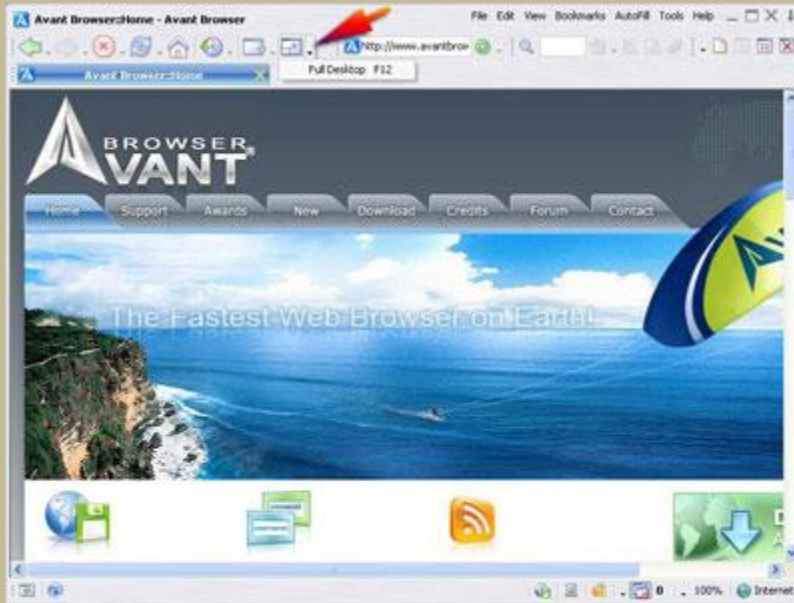 Avant Browser::Home - Avant Browser
File Edit View Bookmarks AutoFill Tools Help
http://www.avantbrow
Avant Browser::Home
Full Desktop F12
BROWSER
AVANT®
Home Support Awards New Download Credits Forum Contact
The Fastest Web Browser on Earth!
0 100% Internet